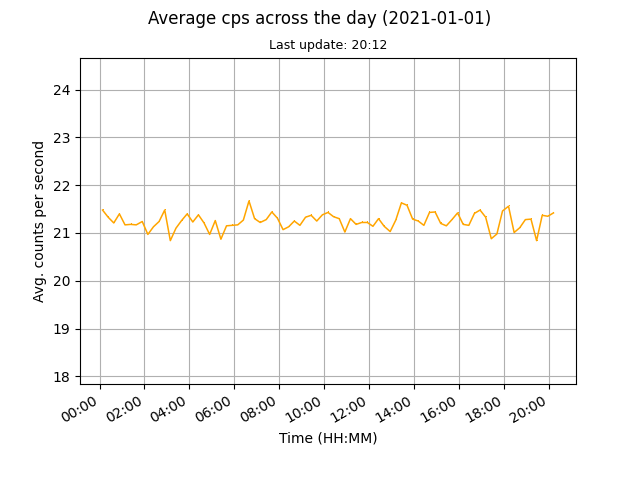 Average cps across the day (2021-01-01)
Last update: 20:12
Avg. counts per second
24
23
22
21
20
19
18
00:00 02:00 04:00 06:00 08:00 10:00 12:00 14:00 16:00 18:00 20:00
Time (HH:MM)